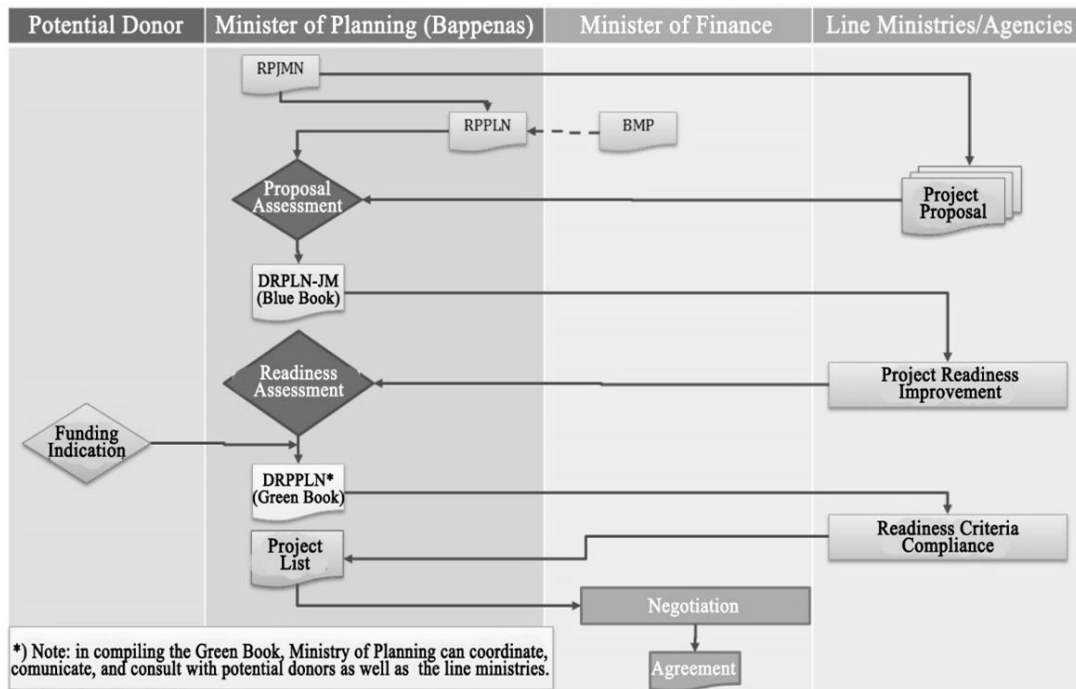 Potential Donor
Minister of Planning (Bappenas)
Minister of Finance
Line Ministries/Agencies
RPJMN
RPPLN
BMP
Proposal
Assessment
Project
Proposal
DRPLN-JM
(Blue Book)
Readiness
Assessment
Project Readiness
Improvement
Funding
Indication
DRPPLN*
(Green Book)
Readiness Criteria
Compliance
Project
List
Negotiation
Agreement
*) Note: in compiling the Green Book, Ministry of Planning can coordinate,
comunicate, and consult with potential donors as well as the line ministries.